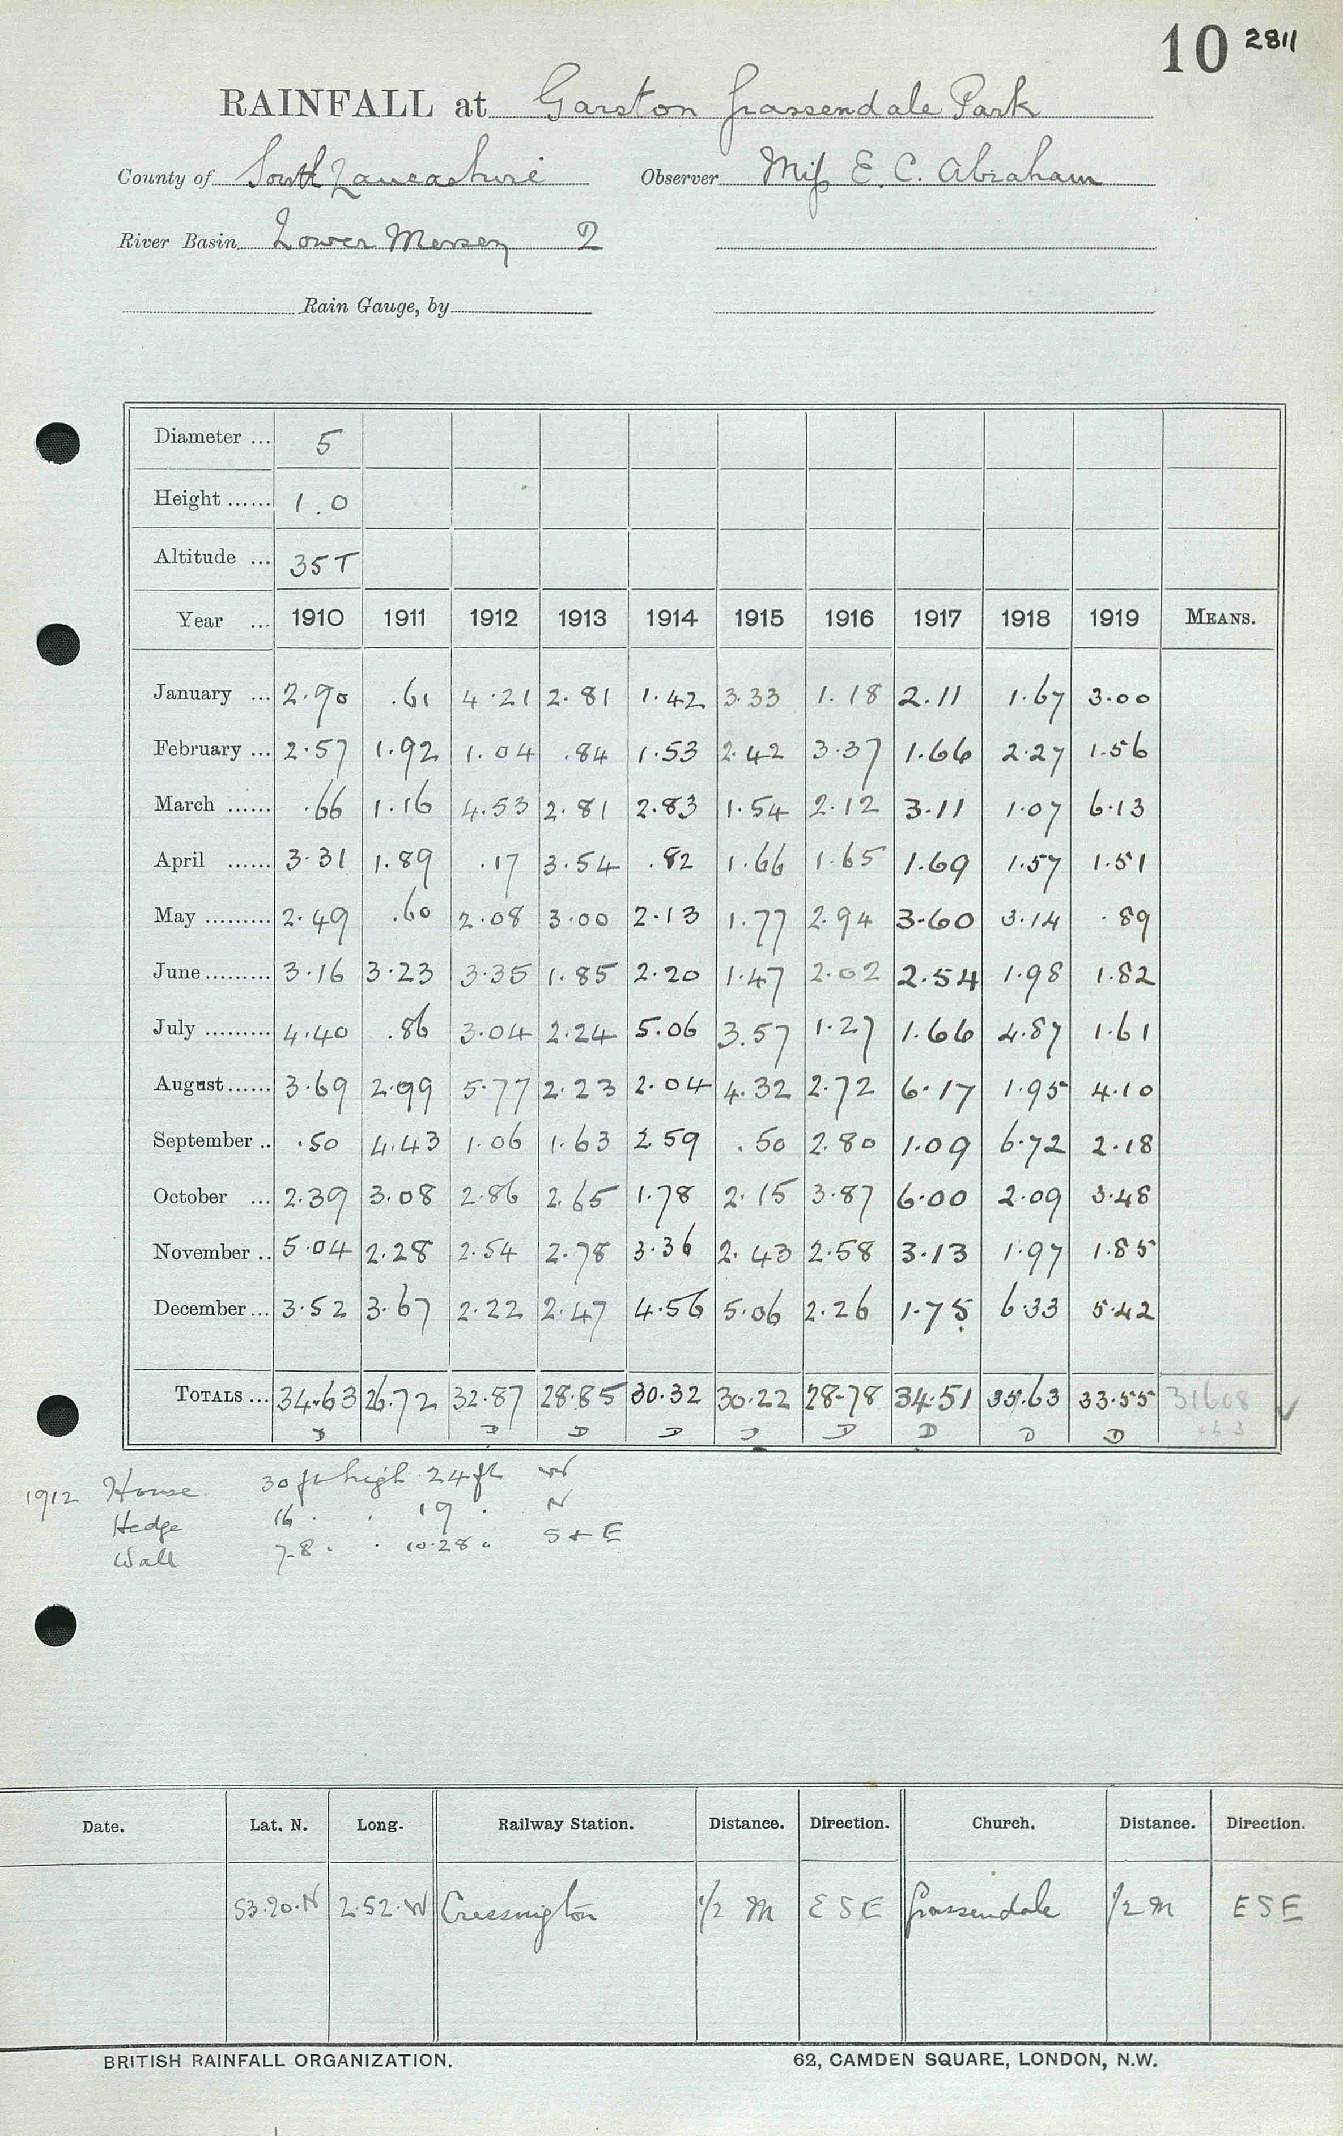 10 2811
RAINFALL at Garston Grassendale Park
County of South Lancashire Observer Miss E. C. Abraham
River Basin Lower Mersey 2
Rain Gauge, by
Diameter ... 5
Height ...... 1.0
Altitude ... 35T
Year ... 1910 1911 1912 1913 1914 1915 1916 1917 1918 1919 MEANS.
January ... 2.90 .61 4.21 2.81 1.42 3.33 1.18 2.11 1.67 3.00
February ... 2.57 1.92 1.04 .84 1.53 2.42 3.37 1.66 2.27 1.56
March ...... .66 1.16 4.53 2.81 2.83 1.54 2.12 3.11 1.07 6.13
April ...... 3.31 1.89 .17 3.54 .82 1.66 1.65 1.69 1.57 1.51
May ......... 2.49 .60 2.08 3.00 2.13 1.77 2.94 3.60 3.14 .89
June ......... 3.16 3.23 3.35 1.85 2.20 1.47 2.02 2.54 1.98 1.82
July ......... 4.40 .86 3.04 2.24 5.06 3.57 1.27 1.66 4.87 1.61
August ...... 3.69 2.99 5.77 2.23 2.04 4.32 2.72 6.17 1.95 4.10
September .. .50 4.43 1.06 1.63 2.59 .50 2.80 1.09 6.72 2.18
October ... 2.39 3.08 2.86 2.65 1.78 2.15 3.87 6.00 2.09 3.48
November .. 5.04 2.28 2.54 2.78 3.36 2.43 2.58 3.13 1.97 1.85
December ... 3.52 3.67 2.22 2.47 4.56 5.06 2.26 1.75 6.33 5.42
TOTALS ... 34.63 26.72 32.87 28.85 30.32 30.22 28.78 34.51 35.63 33.55 31608 ✓
D D D D D D D D
1912 House 30 ft high 24 ft W
Hedge 16 . . 19 . N
Wall 7-8 . . 10.28 . S & E
Date. Lat. N. Long. Railway Station. Distance. Direction. Church. Distance. Direction.
53.20.N 2.52.W Cressington 1/2 M ESE Grassendale 1/2 M ESE
BRITISH RAINFALL ORGANIZATION. 62, CAMDEN SQUARE, LONDON, N.W.